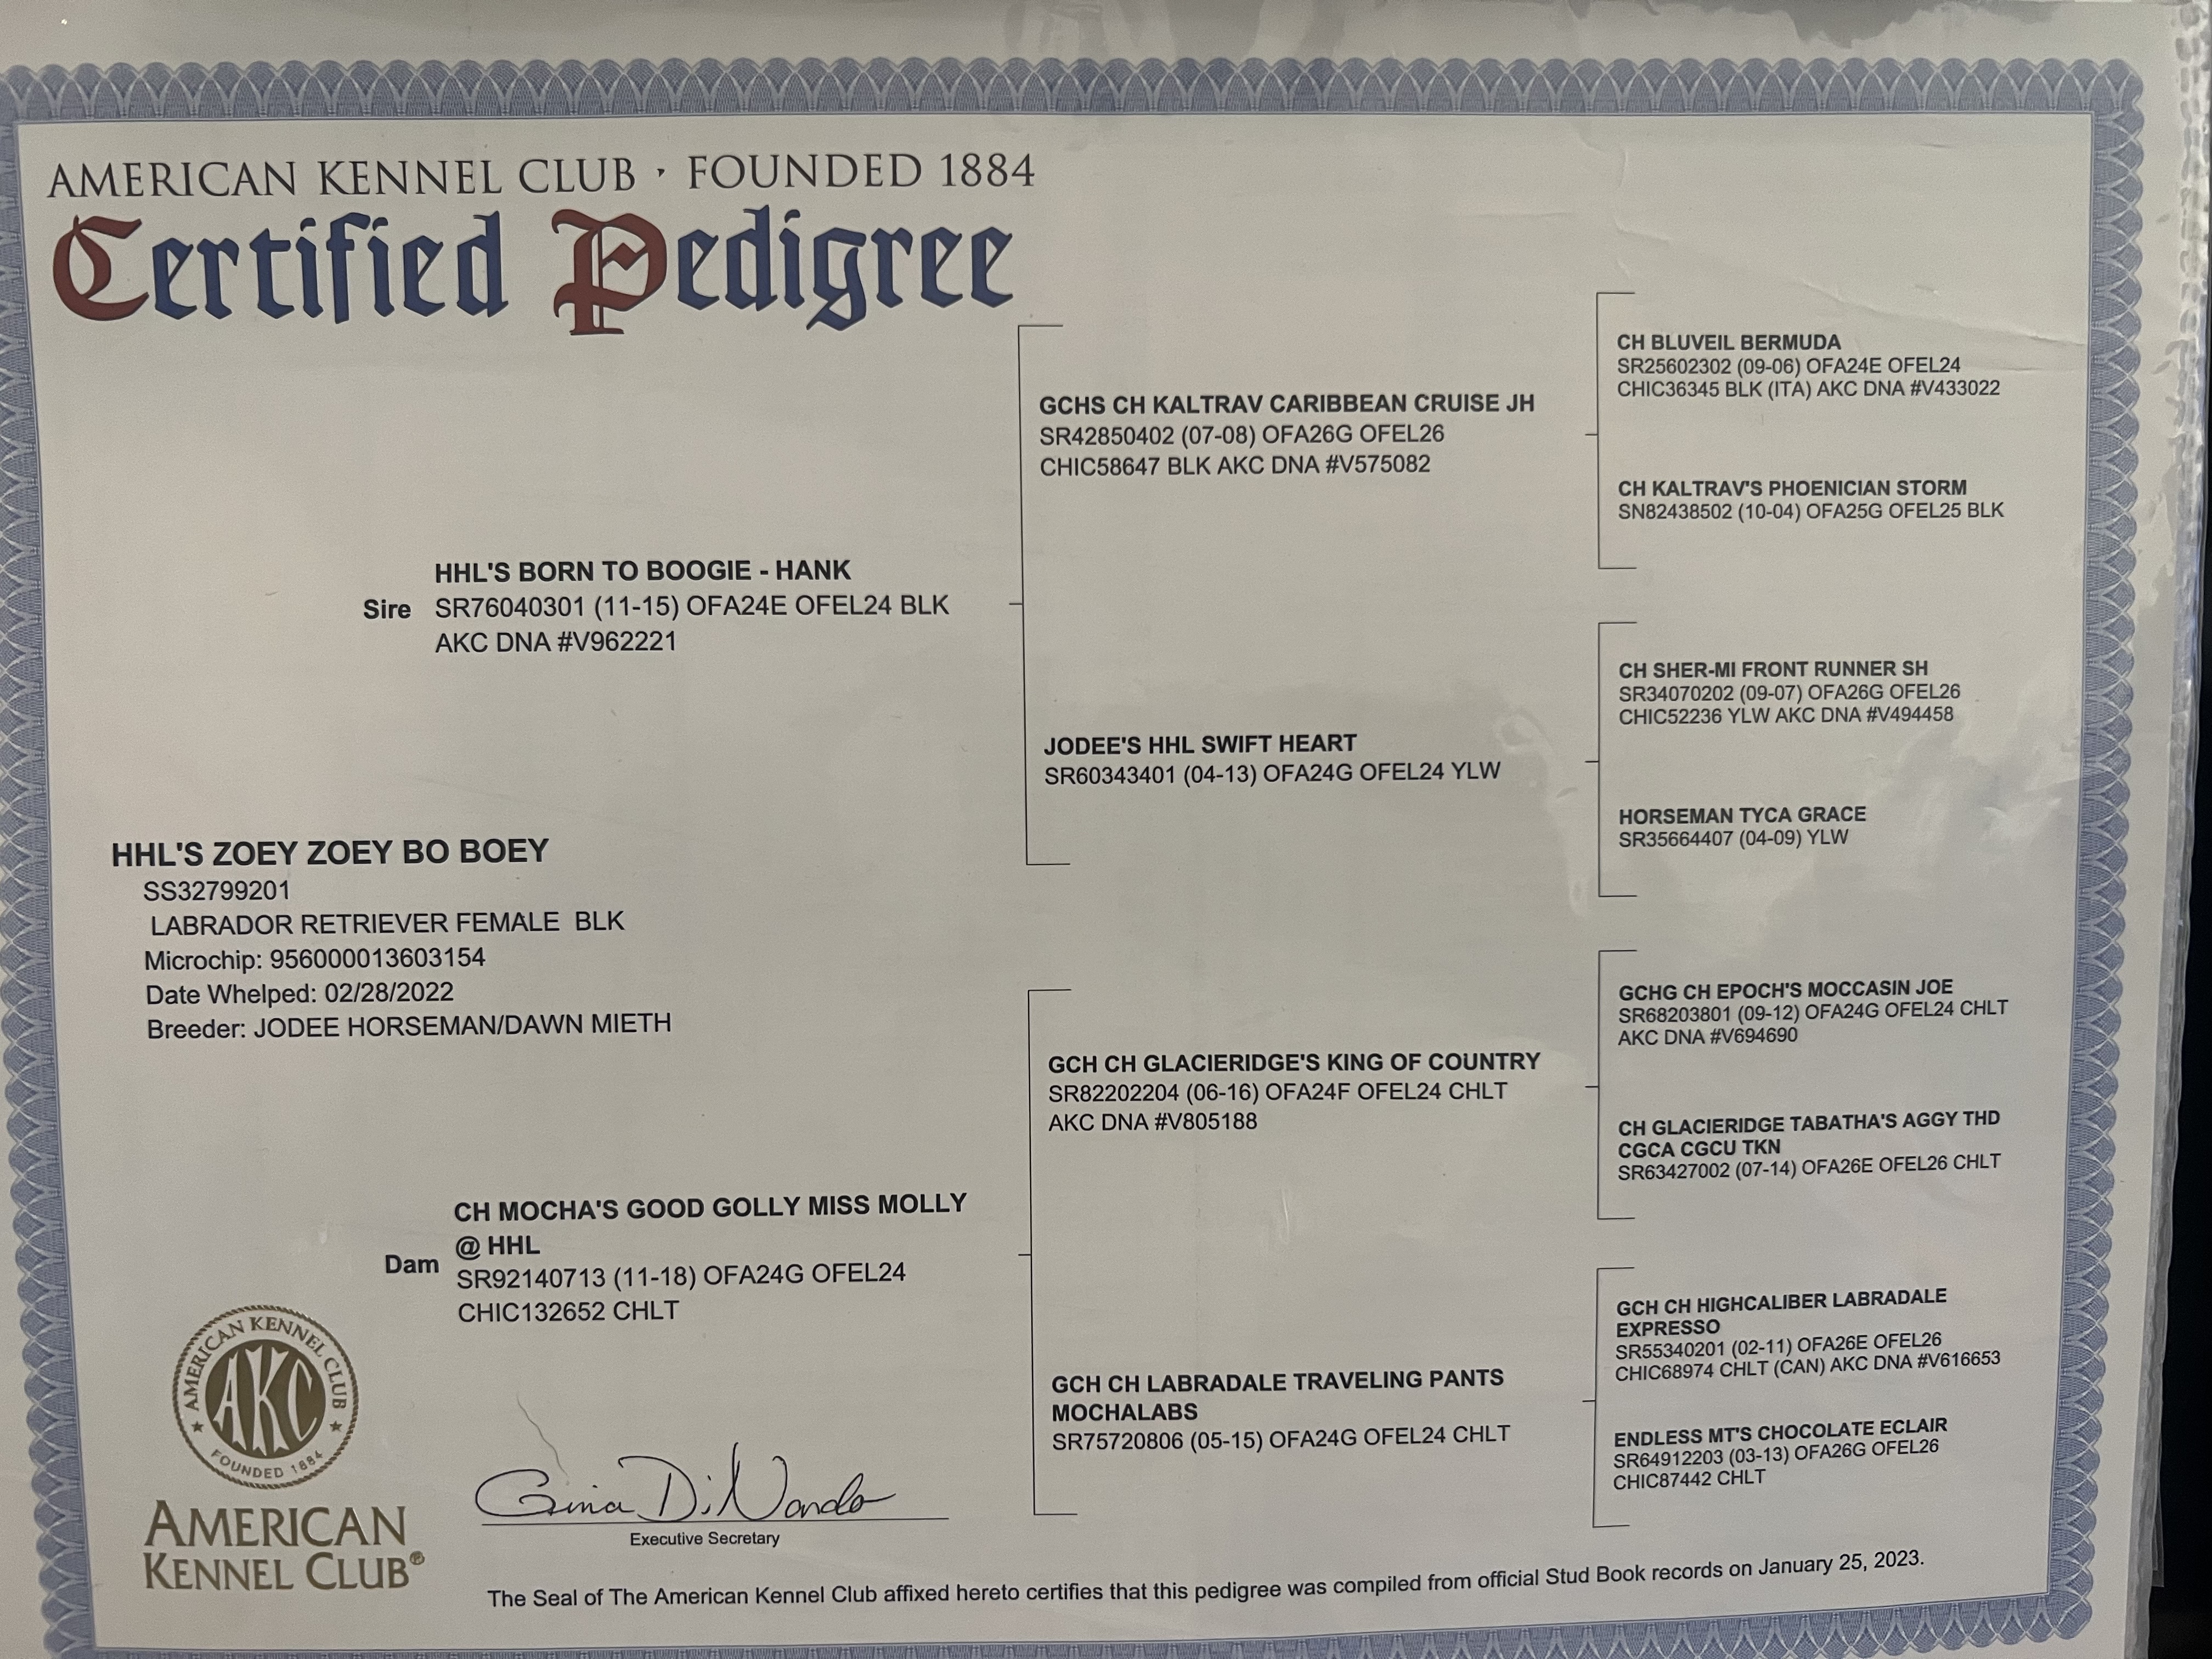 AMERICAN KENNEL CLUB · FOUNDED 1884
Certified Pedigree
CH BLUVEIL BERMUDA
SR25602302 (09-06) OFA24E OFEL24
CHIC36345 BLK (ITA) AKC DNA #V433022
GCHS CH KALTRAV CARIBBEAN CRUISE JH
SR42850402 (07-08) OFA26G OFEL26
CHIC58647 BLK AKC DNA #V575082
CH KALTRAV'S PHOENICIAN STORM
SN82438502 (10-04) OFA25G OFEL25 BLK
HHL'S BORN TO BOOGIE - HANK
Sire SR76040301 (11-15) OFA24E OFEL24 BLK
AKC DNA #V962221
CH SHER-MI FRONT RUNNER SH
SR34070202 (09-07) OFA26G OFEL26
CHIC52236 YLW AKC DNA #V494458
JODEE'S HHL SWIFT HEART
SR60343401 (04-13) OFA24G OFEL24 YLW
HORSEMAN TYCA GRACE
SR35664407 (04-09) YLW
HHL'S ZOEY ZOEY BO BOEY
SS32799201
LABRADOR RETRIEVER FEMALE BLK
Microchip: 956000013603154
Date Whelped: 02/28/2022
Breeder: JODEE HORSEMAN/DAWN MIETH
GCHG CH EPOCH'S MOCCASIN JOE
SR68203801 (09-12) OFA24G OFEL24 CHLT
AKC DNA #V694690
GCH CH GLACIERIDGE'S KING OF COUNTRY
SR82202204 (06-16) OFA24F OFEL24 CHLT
AKC DNA #V805188
CH GLACIERIDGE TABATHA'S AGGY THD
CGCA CGCU TKN
SR63427002 (07-14) OFA26E OFEL26 CHLT
CH MOCHA'S GOOD GOLLY MISS MOLLY
@ HHL
Dam SR92140713 (11-18) OFA24G OFEL24
CHIC132652 CHLT
GCH CH HIGHCALIBER LABRADALE
EXPRESSO
SR55340201 (02-11) OFA26E OFEL26
CHIC68974 CHLT (CAN) AKC DNA #V616653
GCH CH LABRADALE TRAVELING PANTS
MOCHALABS
SR75720806 (05-15) OFA24G OFEL24 CHLT
ENDLESS MT'S CHOCOLATE ECLAIR
SR64912203 (03-13) OFA26G OFEL26
CHIC87442 CHLT
AMERICAN KENNEL CLUB
AKC
FOUNDED 1884
AMERICAN
KENNEL CLUB®
Gina DiNardo
Executive Secretary
The Seal of The American Kennel Club affixed hereto certifies that this pedigree was compiled from official Stud Book records on January 25, 2023.